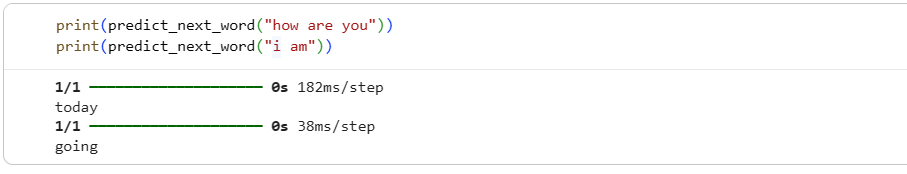 print(predict_next_word("how are you"))
print(predict_next_word("i am"))
1/1 ━━━━━━━━━━━━━━━━━━━━ 0s 182ms/step
today
1/1 ━━━━━━━━━━━━━━━━━━━━ 0s 38ms/step
going